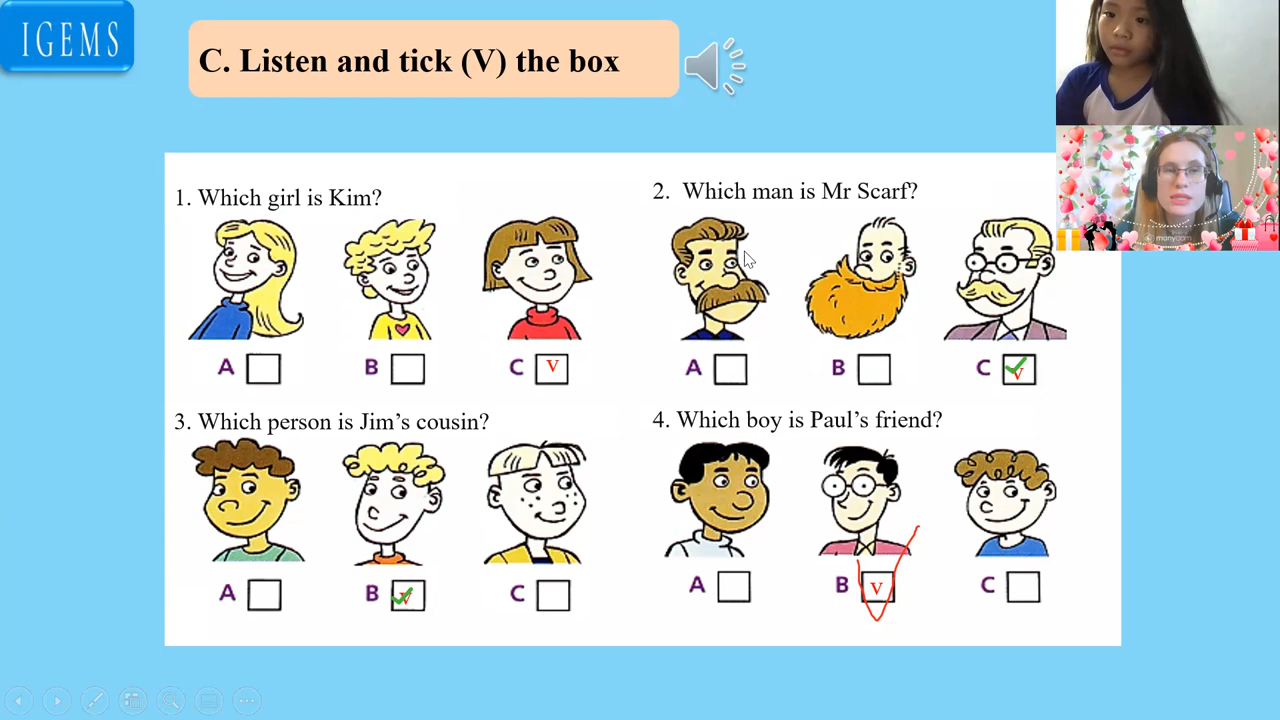 IGEMS
C. Listen and tick (V) the box
1. Which girl is Kim?
A B C V
2. Which man is Mr Scarf?
A B C V
3. Which person is Jim's cousin?
A B V C
4. Which boy is Paul's friend?
A B V C
manycam